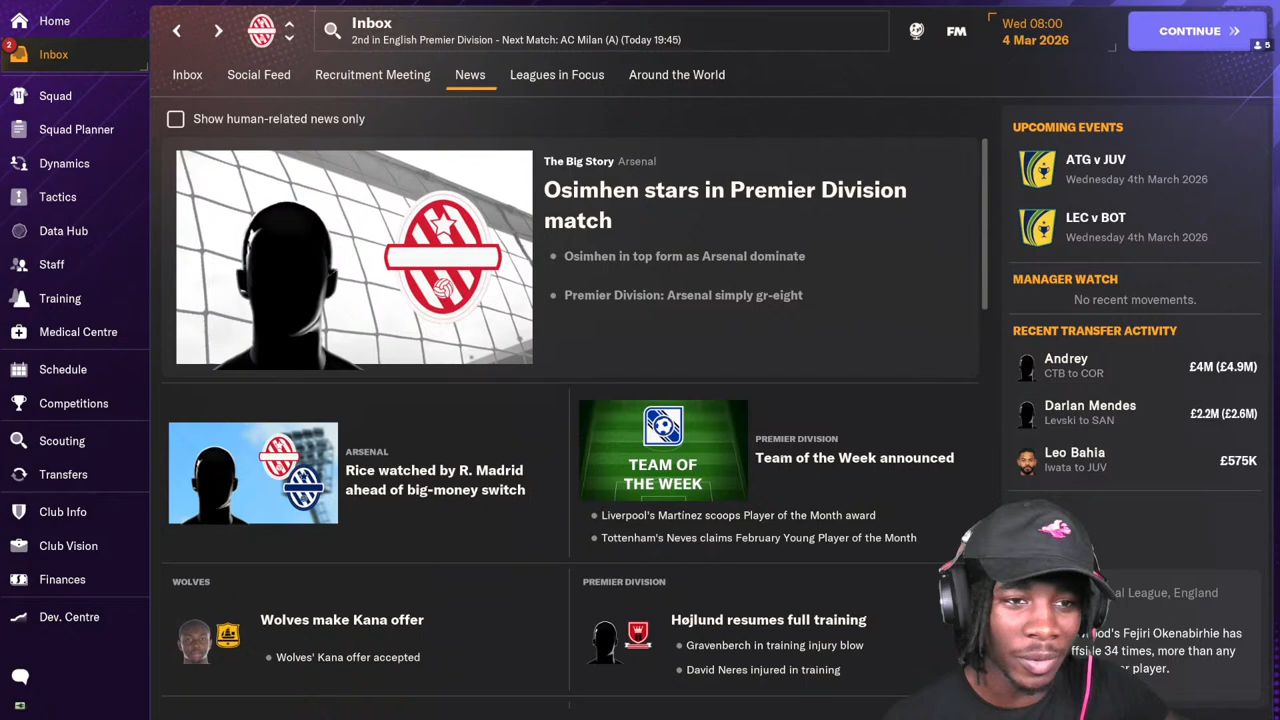 Home
2
Inbox
Squad
Squad Planner
Dynamics
Tactics
Data Hub
Staff
Training
Medical Centre
Schedule
Competitions
Scouting
Transfers
Club Info
Club Vision
Finances
Dev. Centre
Inbox
2nd in English Premier Division - Next Match: AC Milan (A) (Today 19:45)
FM
Wed 08:00
4 Mar 2026
CONTINUE
5
Inbox
Social Feed
Recruitment Meeting
News
Leagues in Focus
Around the World
Show human-related news only
The Big Story Arsenal
Osimhen stars in Premier Division
match
Osimhen in top form as Arsenal dominate
Premier Division: Arsenal simply gr-eight
ARSENAL
Rice watched by R. Madrid
ahead of big-money switch
TEAM OF
THE WEEK
PREMIER DIVISION
Team of the Week announced
Liverpool's Martínez scoops Player of the Month award
Tottenham's Neves claims February Young Player of the Month
WOLVES
Wolves make Kana offer
Wolves' Kana offer accepted
PREMIER DIVISION
Hojlund resumes full training
Gravenberch in training injury blow
David Neres injured in training
UPCOMING EVENTS
ATG v JUV
Wednesday 4th March 2026
LEC v BOT
Wednesday 4th March 2026
MANAGER WATCH
No recent movements.
RECENT TRANSFER ACTIVITY
Andrey
CTB to COR
£4M (£4.9M)
Darlan Mendes
Levski to SAN
£2.2M (£2.6M)
Leo Bahia
Iwata to JUV
£575K
League, England
Fejiri Okenabirhie has
34 times, more than any
player.